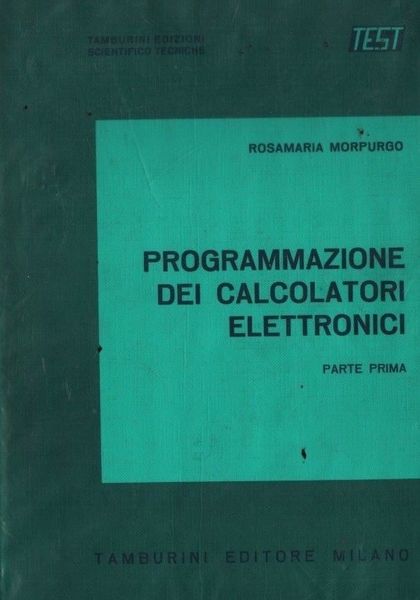 TAMBURINI EDIZIONI
SCIENTIFICO TECNICHE
TEST
ROSAMARIA MORPURGO
PROGRAMMAZIONE
DEI CALCOLATORI
ELETTRONICI
PARTE PRIMA
TAMBURINI EDITORE MILANO